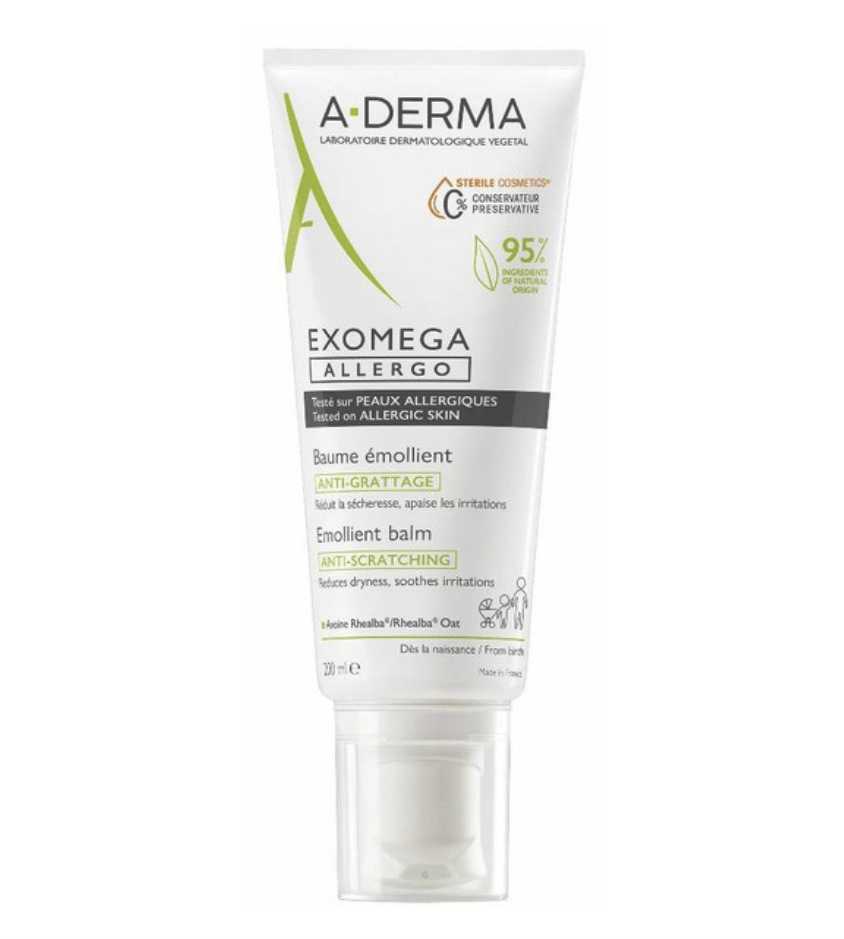 A-DERMA
LABORATOIRE DERMATOLOGIQUE VEGETAL
STERILE COSMETICS®
0% CONSERVATEUR
PRESERVATIVE
95%
INGREDIENTS
OF NATURAL
ORIGIN
EXOMEGA
ALLERGO
Testé sur PEAUX ALLERGIQUES
Tested on ALLERGIC SKIN
Baume émollient
ANTI-GRATTAGE
Réduit la sécheresse, apaise les irritations
Emollient balm
ANTI-SCRATCHING
Reduces dryness, soothes irritations
Avoine Rhealba®/Rhealba® Oat
Dès la naissance / From birth
200 ml e
Made in France